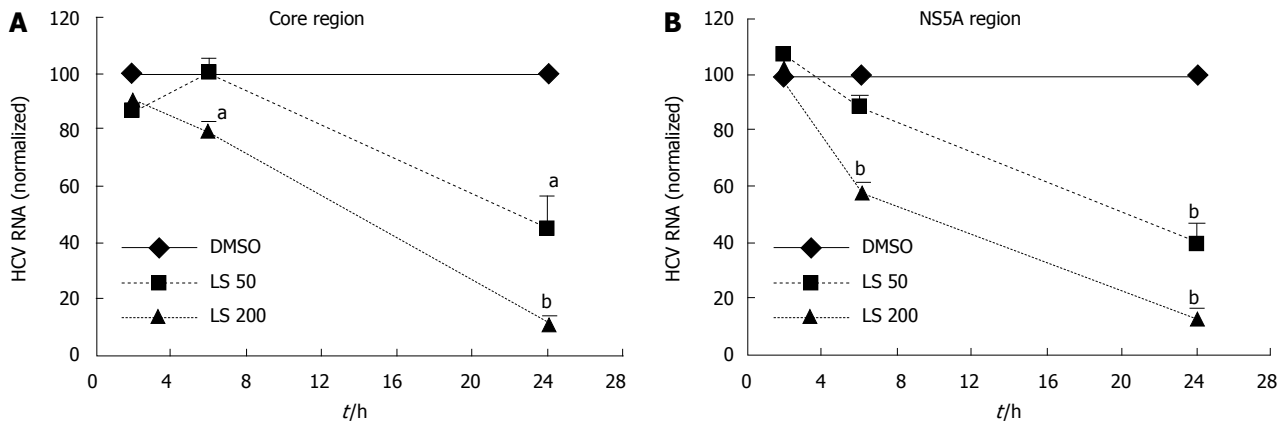 A
Core region
120
100
80
60
40
20
0
HCV RNA (normalized)
a
a
b
DMSO
LS 50
LS 200
0 4 8 12 16 20 24 28
t/h
B
NS5A region
120
100
80
60
40
20
0
HCV RNA (normalized)
b
b
b
DMSO
LS 50
LS 200
0 4 8 12 16 20 24 28
t/h